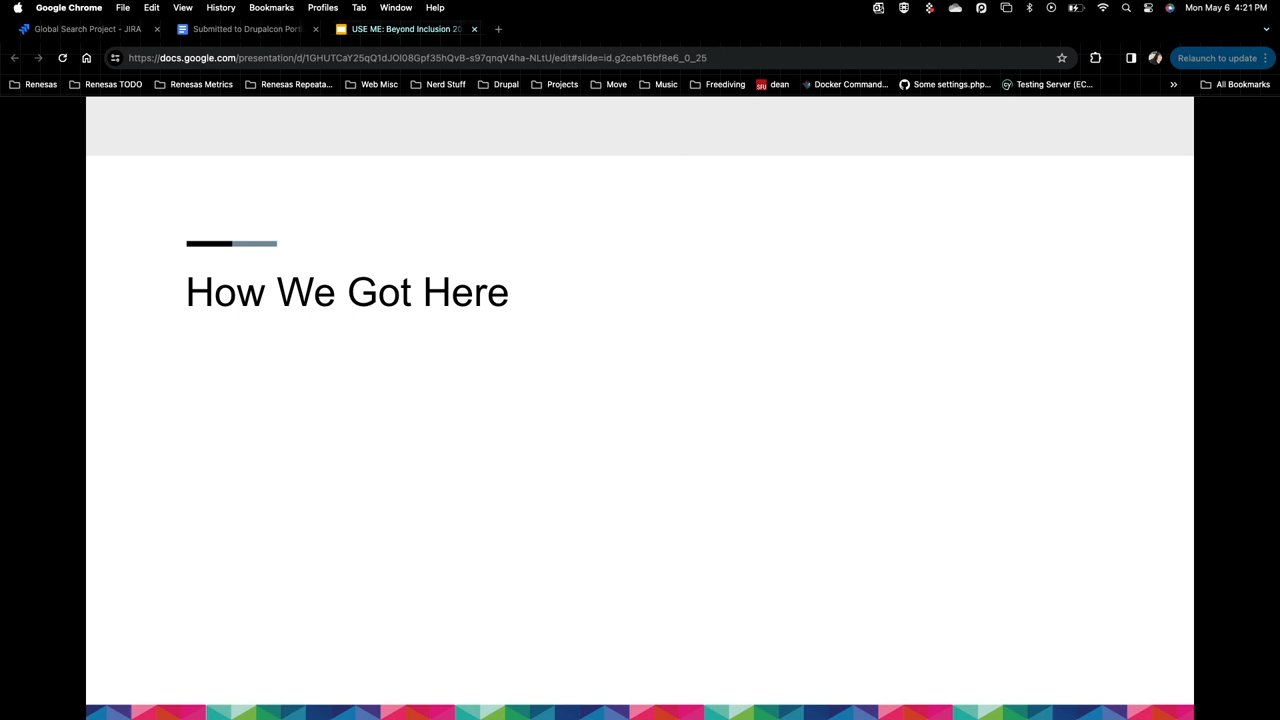 Google Chrome File Edit View History Bookmarks Profiles Tab Window Help Mon May 6 4:21 PM
Global Search Project - JIRA Submitted to Drupalcon Port USE ME: Beyond Inclusion 20
https://docs.google.com/presentation/d/1GHUTCaY25qQ1dJOI08Gpf35hQvB-s97qnqV4ha-NLtU/edit#slide=id.g2ceb16bf8e6_0_25 Relaunch to update
Renesas Renesas TODO Renesas Metrics Renesas Repeata... Web Misc Nerd Stuff Drupal Projects Move Music Freediving SFU dean Docker Command... Some settings.php... cy Testing Server (EC... » All Bookmarks
How We Got Here